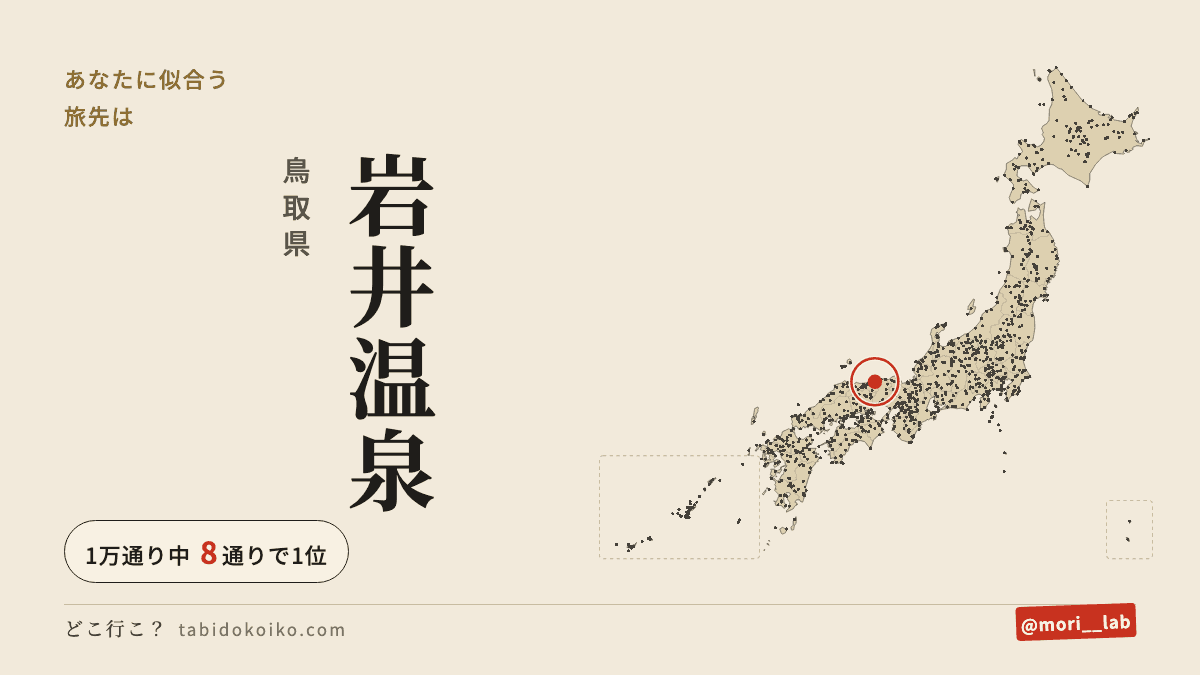 あなたに似合う
旅先は
岩井温泉
鳥取県
1万通り中 8通りで1位
どこ行こ？ tabidokoiko.com
@mori__lab